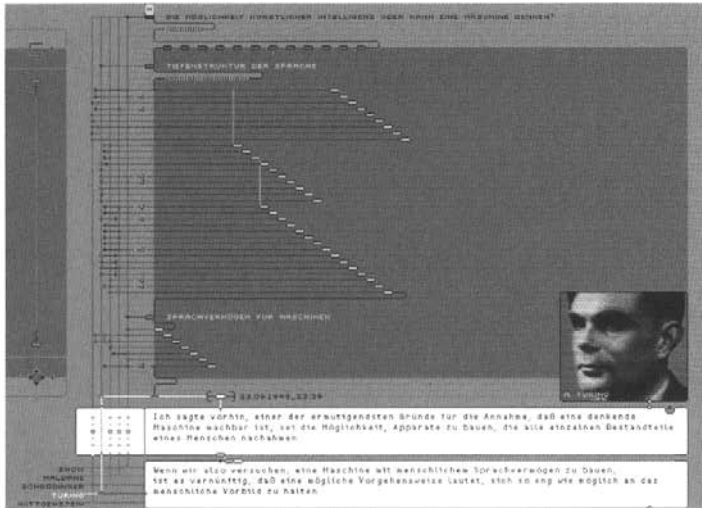 DIE MÖGLICHKEIT KÜNSTLICHER INTELLIGENZ ODER KANN EINE MASCHINE DENKEN?
TIEFENSTRUKTUR DER SPRACHE
SPRACHVERMÖGEN FÜR MASCHINEN
A. TURING
Ich sagte vorhin, einer der ermutigendsten Gründe für die Annahme, daß eine denkende
Maschine machbar ist, sei die Möglichkeit, Apparate zu bauen, die alle einzelnen Bestandteile
eines Menschen nachahmen.
Wenn wir also versuchen, eine Maschine mit menschlichem Sprachvermögen zu bauen,
ist es vernünftig, daß eine mögliche Vorgehensweise lautet, sich so eng wie möglich an das
menschliche Vorbild zu halten
SNOW
HALDANE
SCHRÖDINGER
TURING
WITTGENSTEIN